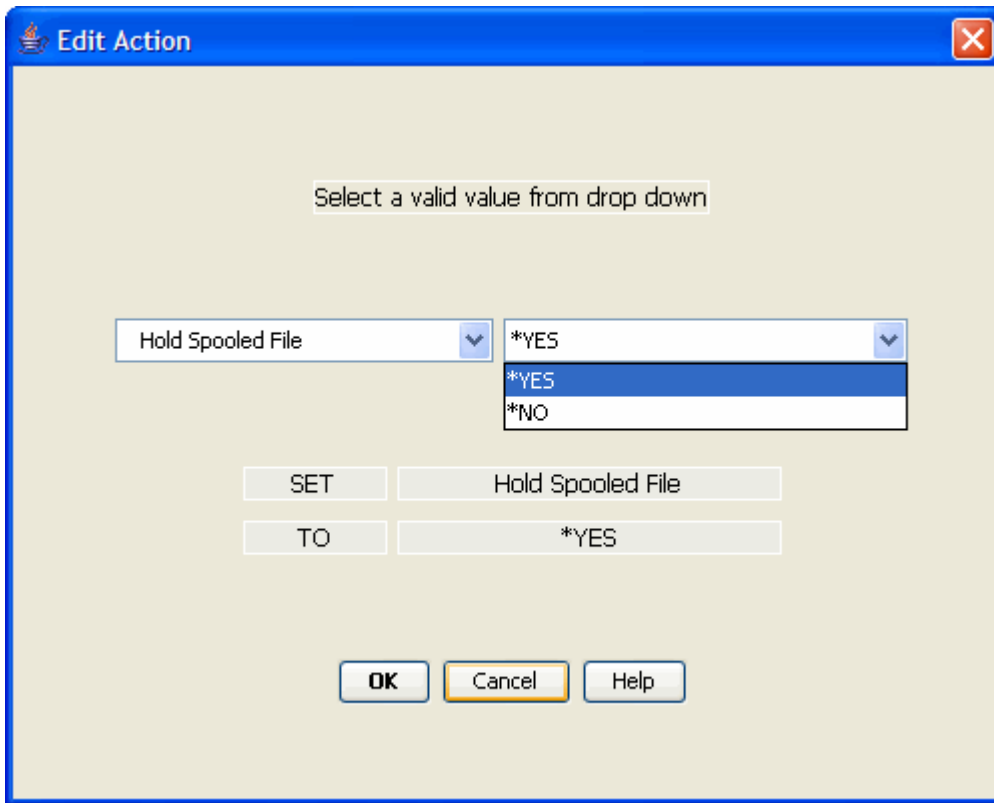 Edit Action
Select a valid value from drop down
Hold Spooled File *YES
*YES
*NO
SET Hold Spooled File
TO *YES
OK Cancel Help